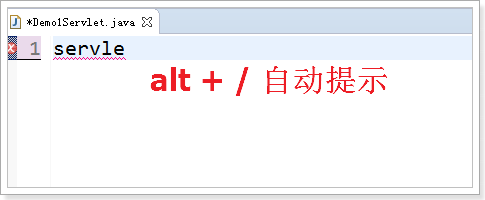 *Demo1Servlet.java
1 servle
alt + / 自动提示